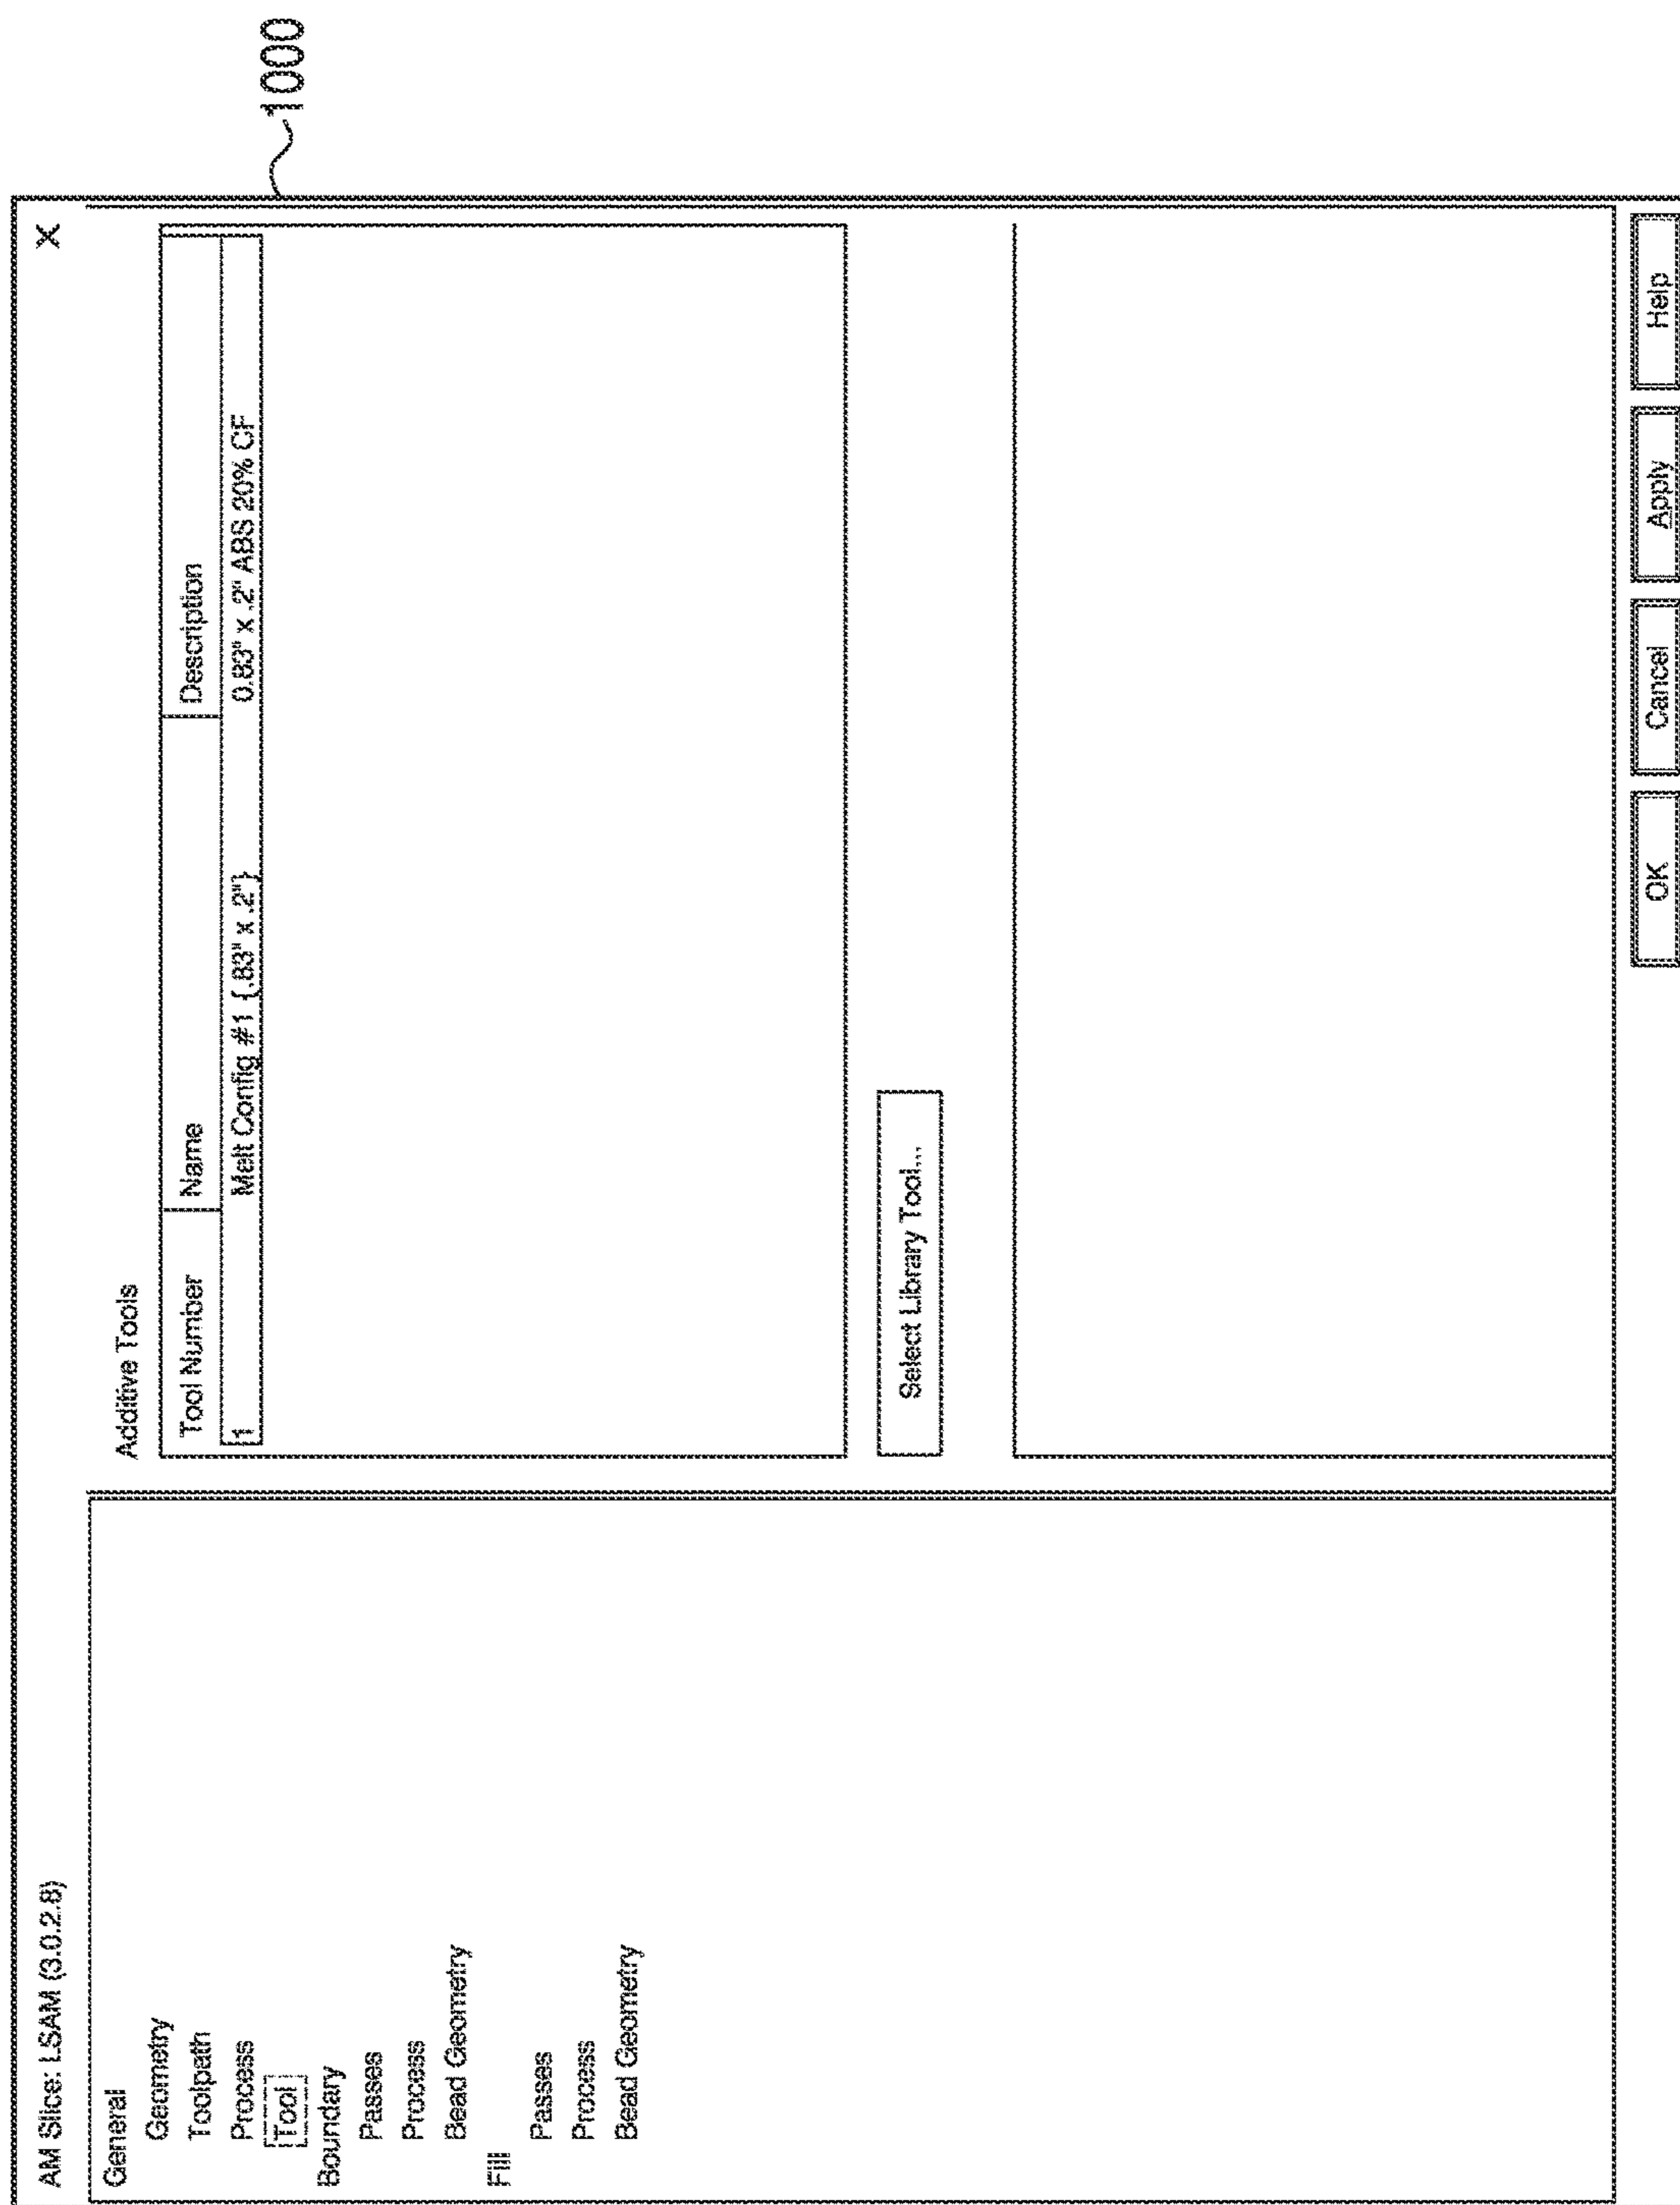 1000
AM Slice: LSAM (3.0.2.8)
X
General
Geometry
Toolpath
Process
Tool
Boundary
Passes
Process
Bead Geometry
Fill
Passes
Process
Bead Geometry
Additive Tools
Tool Number Name Description
1 Melt Config #1 {.83" x .2"} 0.83" x .2" ABS 20% CF
Select Library Tool...
OK Cancel Apply Help